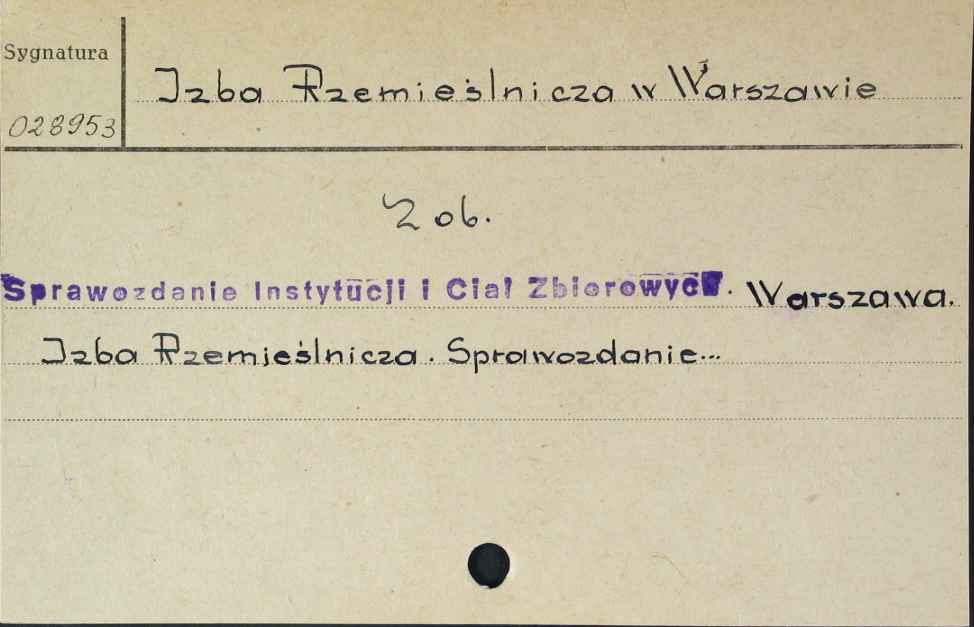 Sygnatura
028953
Izba Rzemieślnicza w Warszawie
Zob.
Sprawozdanie Instytucji i Ciał Zbiorowych. Warszawa.
Izba Rzemieślnicza. Sprawozdanie...